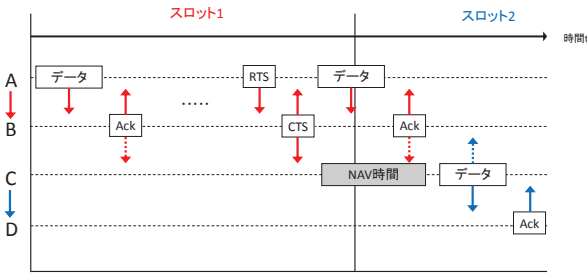 スロット1
スロット2
時間t
A
データ
RTS
データ
B
Ack
.....
CTS
Ack
C
NAV時間
データ
D
Ack